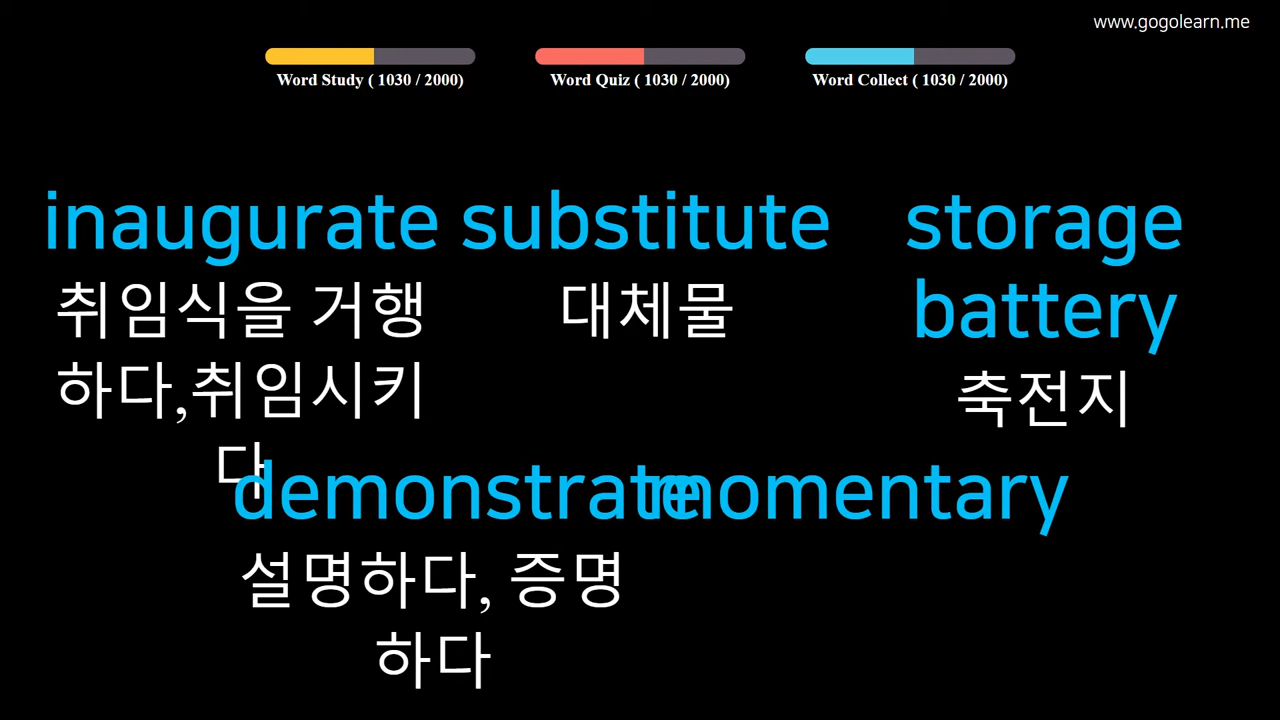 www.gogolearn.me
Word Study ( 1030 / 2000)
Word Quiz ( 1030 / 2000)
Word Collect ( 1030 / 2000)
inaugurate
취임식을 거행
하다,취임시키
다
substitute
대체물
storage
battery
축전지
demonstrate
설명하다, 증명
하다
momentary